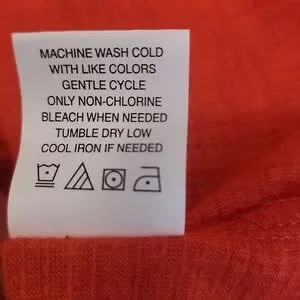 MACHINE WASH COLD
WITH LIKE COLORS
GENTLE CYCLE
ONLY NON-CHLORINE
BLEACH WHEN NEEDED
TUMBLE DRY LOW
COOL IRON IF NEEDED